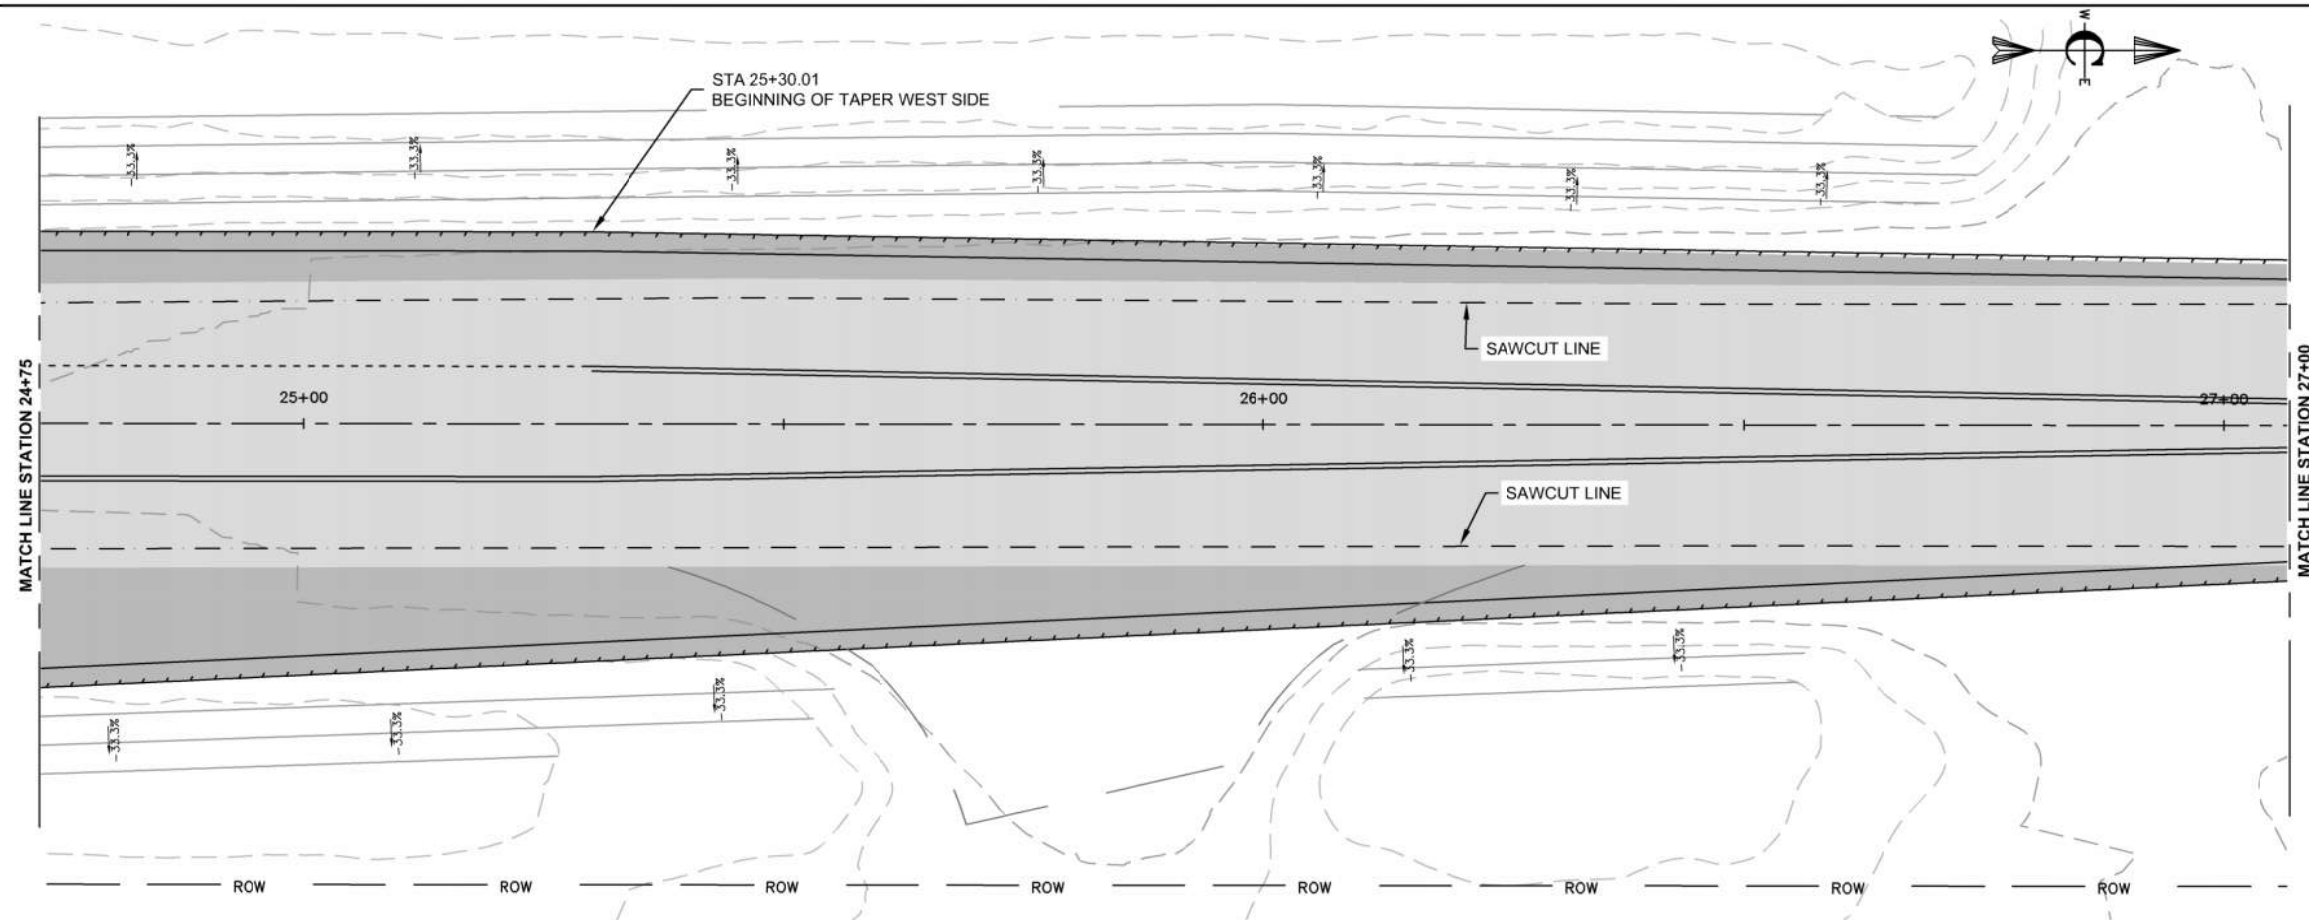 W
E
STA 25+30.01
BEGINNING OF TAPER WEST SIDE
-33.3%
-33.3%
-33.3%
-33.3%
-33.3%
-33.3%
-33.3%
SAWCUT LINE
MATCH LINE STATION 24+75
25+00
26+00
27+00
MATCH LINE STATION 27+00
SAWCUT LINE
-33.3%
-33.3%
-33.3%
-33.3%
-33.3%
ROW
ROW
ROW
ROW
ROW
ROW
ROW
ROW